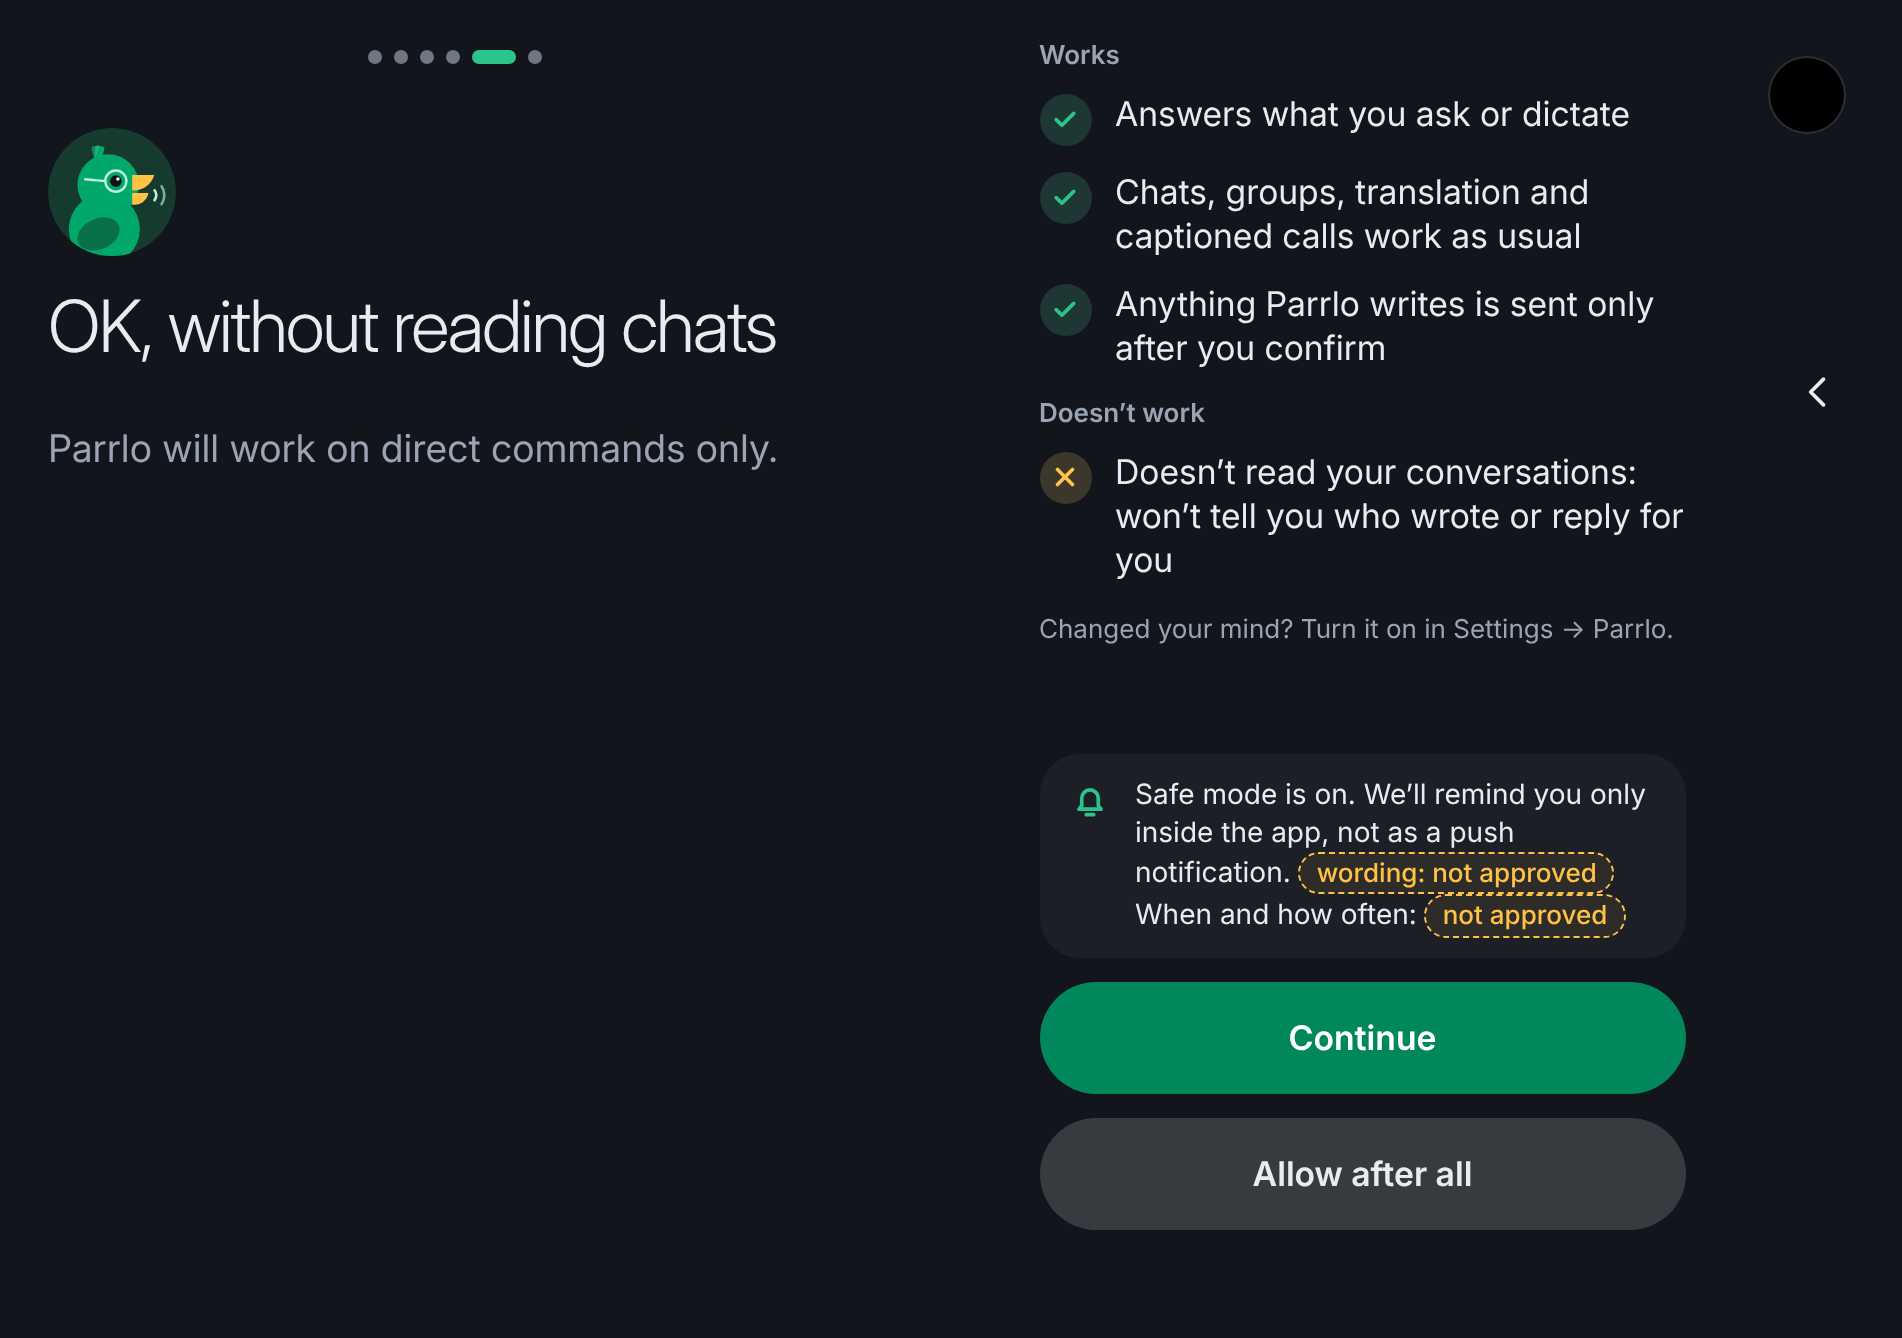 OK, without reading chats
Parrlo will work on direct commands only.
Works
Answers what you ask or dictate
Chats, groups, translation and
captioned calls work as usual
Anything Parrlo writes is sent only
after you confirm
Doesn’t work
Doesn’t read your conversations:
won’t tell you who wrote or reply for
you
Changed your mind? Turn it on in Settings → Parrlo.
Safe mode is on. We’ll remind you only
inside the app, not as a push
notification. wording: not approved
When and how often: not approved
Continue
Allow after all